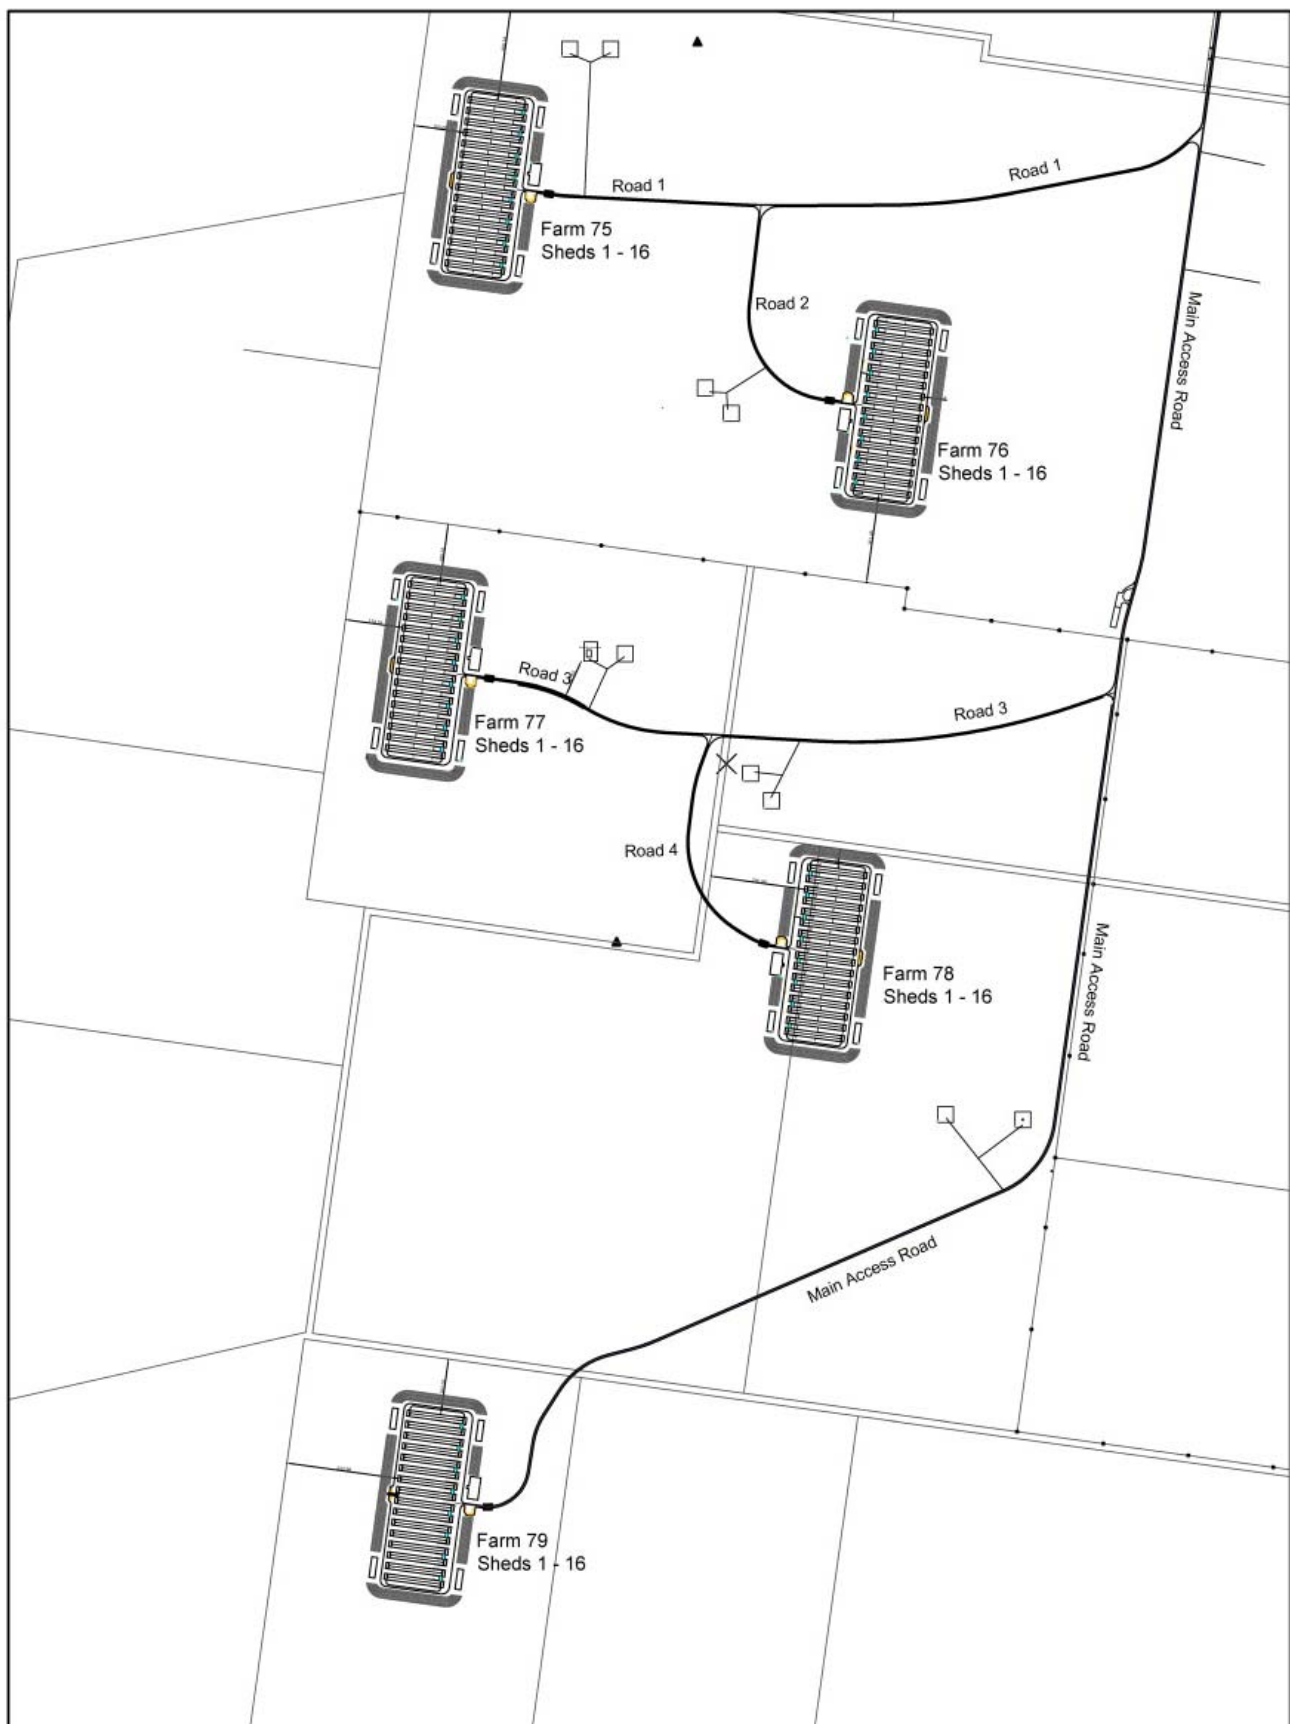 Road 1
Road 1
Farm 75
Sheds 1 - 16
Road 2
Main Access Road
Farm 76
Sheds 1 - 16
Road 3
Road 3
Farm 77
Sheds 1 - 16
Road 4
Main Access Road
Farm 78
Sheds 1 - 16
Main Access Road
Farm 79
Sheds 1 - 16